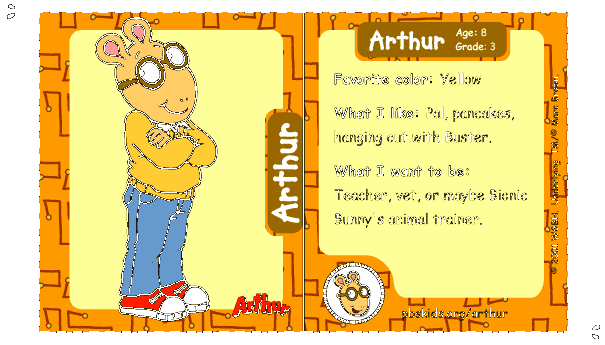 Arthur
Arthur
Arthur
Age: 8
Grade: 3
Favorite color: Yellow
What I like: Pal, pancakes,
hanging out with Buster.
What I want to be:
Teacher, vet, or maybe Bionic
Bunny's animal trainer.
pbskids.org/arthur